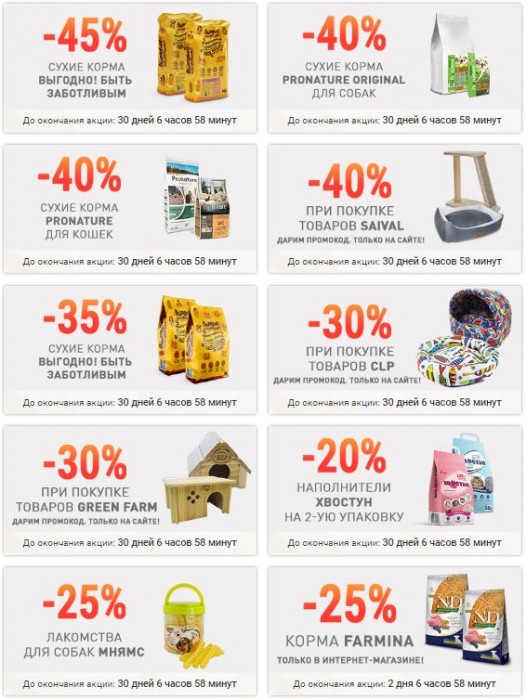 -45%
СУХИЕ КОРМА
ВЫГОДНО! БЫТЬ
ЗАБОТЛИВЫМ
До окончания акции: 30 дней 6 часов 58 минут
-40%
СУХИЕ КОРМА
PRONATURE ORIGINAL
ДЛЯ СОБАК
До окончания акции: 30 дней 6 часов 58 минут
-40%
СУХИЕ КОРМА
PRONATURE
ДЛЯ КОШЕК
Pronature
До окончания акции: 30 дней 6 часов 58 минут
-40%
ПРИ ПОКУПКЕ
ТОВАРОВ SAIVAL
ДАРИМ ПРОМОКОД. ТОЛЬКО НА САЙТЕ!
До окончания акции: 30 дней 6 часов 58 минут
-35%
СУХИЕ КОРМА
ВЫГОДНО! БЫТЬ
ЗАБОТЛИВЫМ
До окончания акции: 30 дней 6 часов 58 минут
-30%
ПРИ ПОКУПКЕ
ТОВАРОВ CLP
ДАРИМ ПРОМОКОД. ТОЛЬКО НА САЙТЕ!
До окончания акции: 30 дней 6 часов 58 минут
-30%
ПРИ ПОКУПКЕ
ТОВАРОВ GREEN FARM
ДАРИМ ПРОМОКОД. ТОЛЬКО НА САЙТЕ!
До окончания акции: 30 дней 6 часов 58 минут
-20%
НАПОЛНИТЕЛИ
ХВОСТУН
НА 2-УЮ УПАКОВКУ
ХВОСТУН
До окончания акции: 30 дней 6 часов 58 минут
-25%
ЛАКОМСТВА
ДЛЯ СОБАК МНЯМС
До окончания акции: 30 дней 6 часов 58 минут
-25%
КОРМА FARMINA
ТОЛЬКО В ИНТЕРНЕТ-МАГАЗИНЕ!
N&D
N&D
До окончания акции: 2 дня 6 часов 58 минут